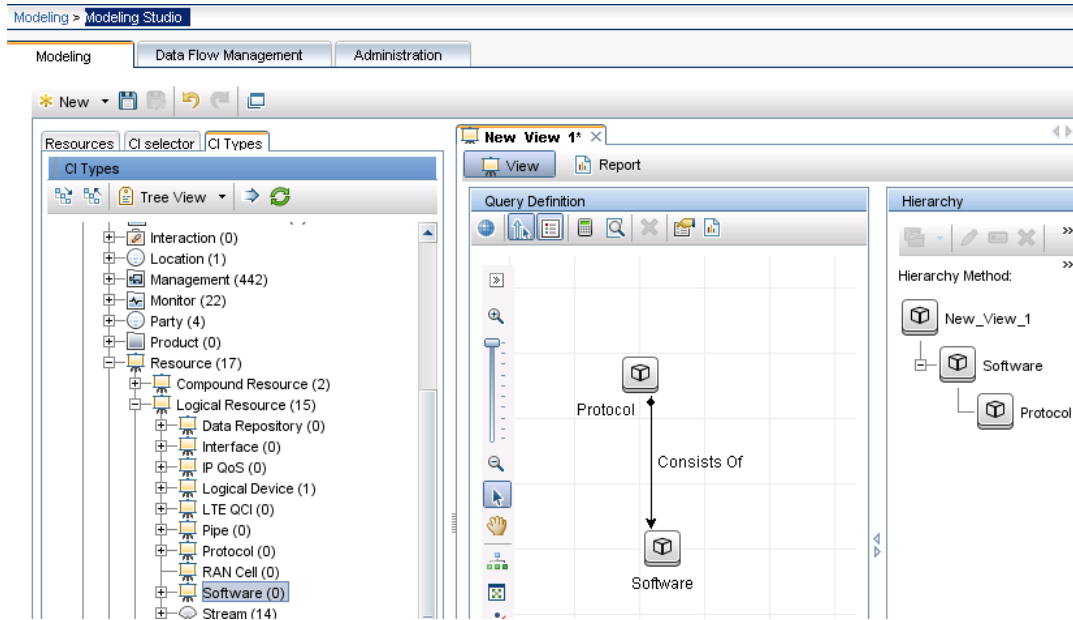 Modeling > Modeling Studio
Modeling
Data Flow Management
Administration
New
Resources
CI selector
CI Types
CI Types
Tree View
Interaction (0)
Location (1)
Management (442)
Monitor (22)
Party (4)
Product (0)
Resource (17)
Compound Resource (2)
Logical Resource (15)
Data Repository (0)
Interface (0)
IP QoS (0)
Logical Device (1)
LTE QCI (0)
Pipe (0)
Protocol (0)
RAN Cell (0)
Software (0)
Stream (14)
New_View_1*
View
Report
Query Definition
Protocol
Consists Of
Software
Hierarchy
»
»
Hierarchy Method:
New_View_1
Software
Protocol